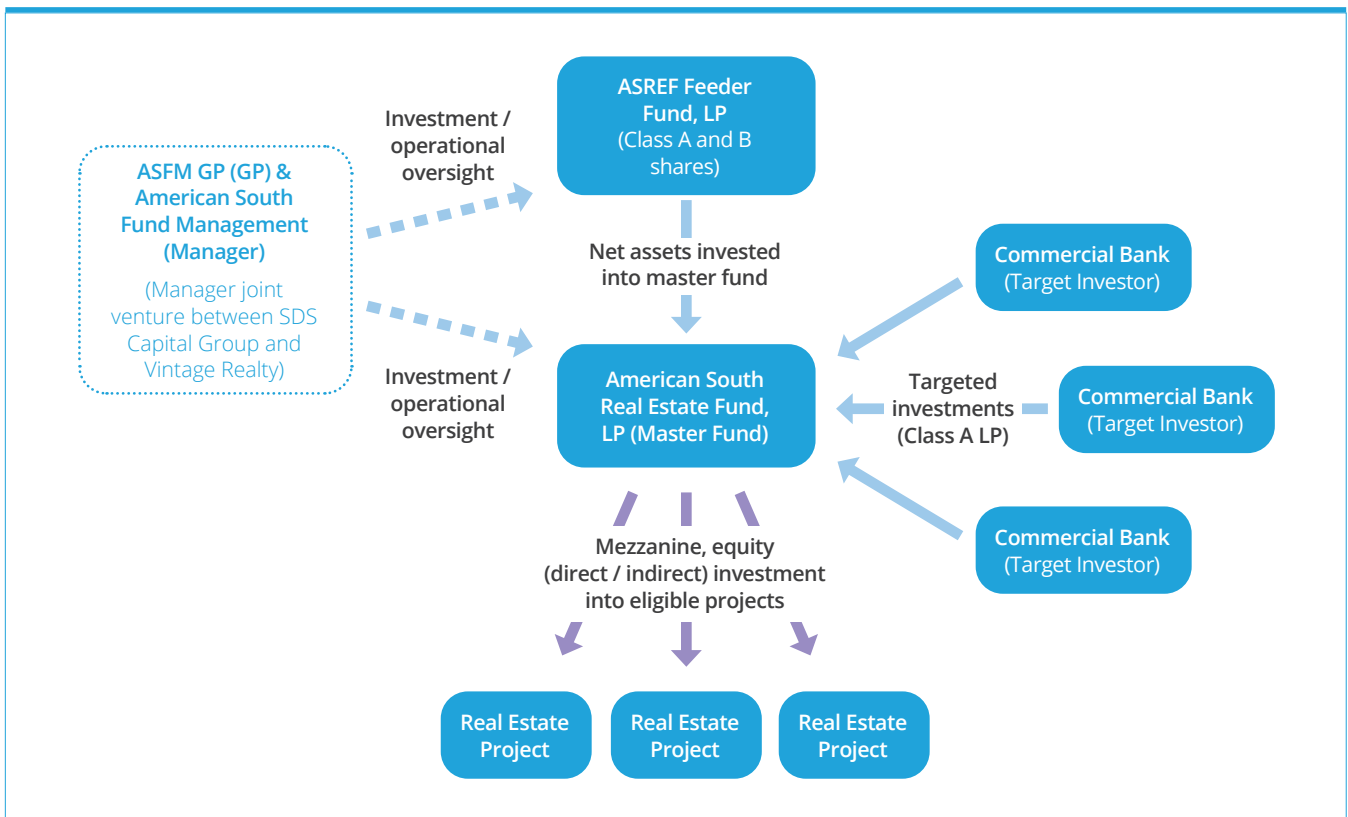 ASREF Feeder
Fund, LP
(Class A and B
shares)
Investment /
operational
oversight
ASFM GP (GP) &
American South
Fund Management
(Manager)
(Manager joint
venture between SDS
Capital Group and
Vintage Realty)
Net assets invested
into master fund
Commercial Bank
(Target Investor)
Investment /
operational
oversight
American South
Real Estate Fund,
LP (Master Fund)
Targeted
investments
(Class A LP)
Commercial Bank
(Target Investor)
Commercial Bank
(Target Investor)
Mezzanine, equity
(direct / indirect) investment
into eligible projects
Real Estate
Project
Real Estate
Project
Real Estate
Project